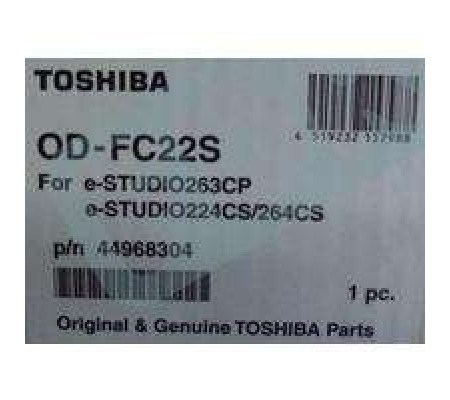 TOSHIBA
OD-FC22S
For e-STUDIO263CP
e-STUDIO224CS/264CS
p/n 44968304
1 pc.
Original & Genuine TOSHIBA Parts